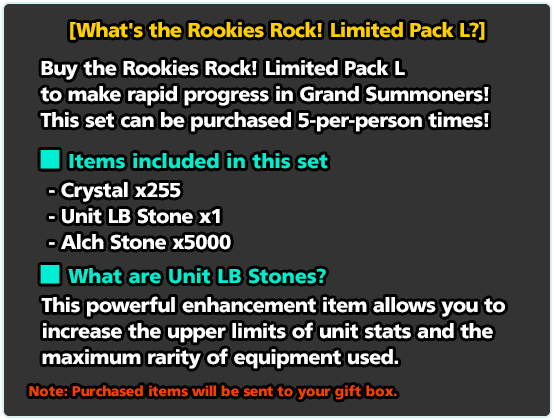 [What's the Rookies Rock! Limited Pack L?]
Buy the Rookies Rock! Limited Pack L
to make rapid progress in Grand Summoners!
This set can be purchased 5-per-person times!
■ Items included in this set
- Crystal x255
- Unit LB Stone x1
- Alch Stone x5000
■ What are Unit LB Stones?
This powerful enhancement item allows you to
increase the upper limits of unit stats and the
maximum rarity of equipment used.
Note: Purchased items will be sent to your gift box.